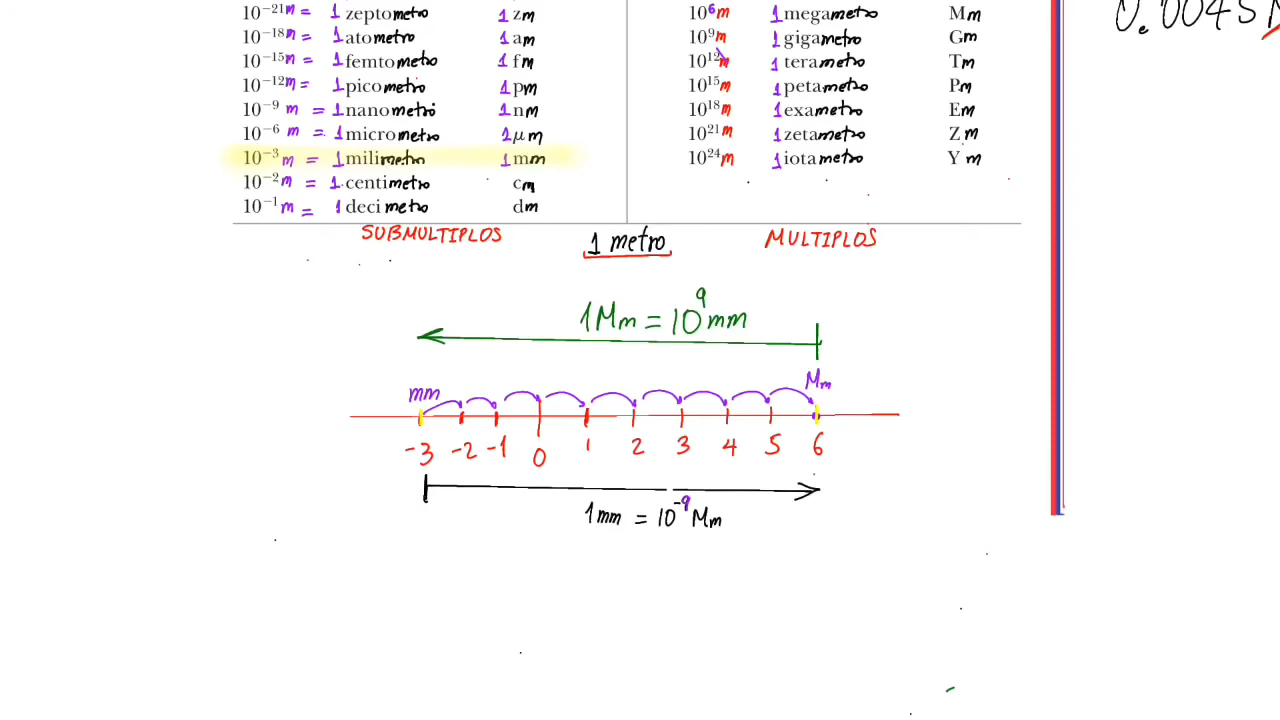 10⁻²¹m = 1 zeptometro 1 zm
10⁻¹⁸m = 1 atometro 1 am
10⁻¹⁵m = 1 femtometro 1 fm
10⁻¹²m = 1 picometro 1 pm
10⁻⁹ m = 1 nanometri 1 nm
10⁻⁶ m = 1 micrometro 1 μm
10⁻³ m = 1 milimetro 1 mm
10⁻² m = 1 centimetro cm
10⁻¹ m = 1 decimetro dm
10⁶m 1 megametro Mm
10⁹m 1 gigametro Gm
10¹²m 1 terametro Tm
10¹⁵m 1 petametro Pm
10¹⁸m 1 exametro Em
10²¹m 1 zetametro Zm
10²⁴m 1 iotametro Ym
0.0045
SUBMULTIPLOS 1 metro MULTIPLOS
1Mm = 10⁹mm
mm Mm
-3 -2 -1 0 1 2 3 4 5 6
1mm = 10⁻⁹Mm